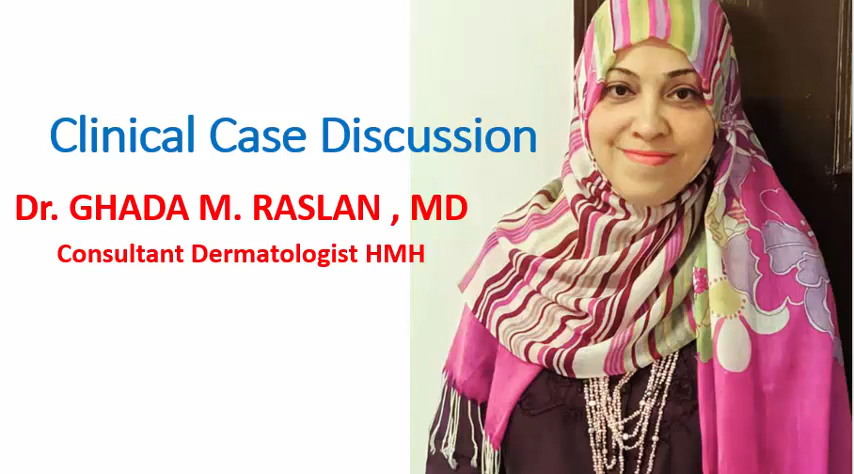 Clinical Case Discussion
Dr. GHADA M. RASLAN , MD
Consultant Dermatologist HMH